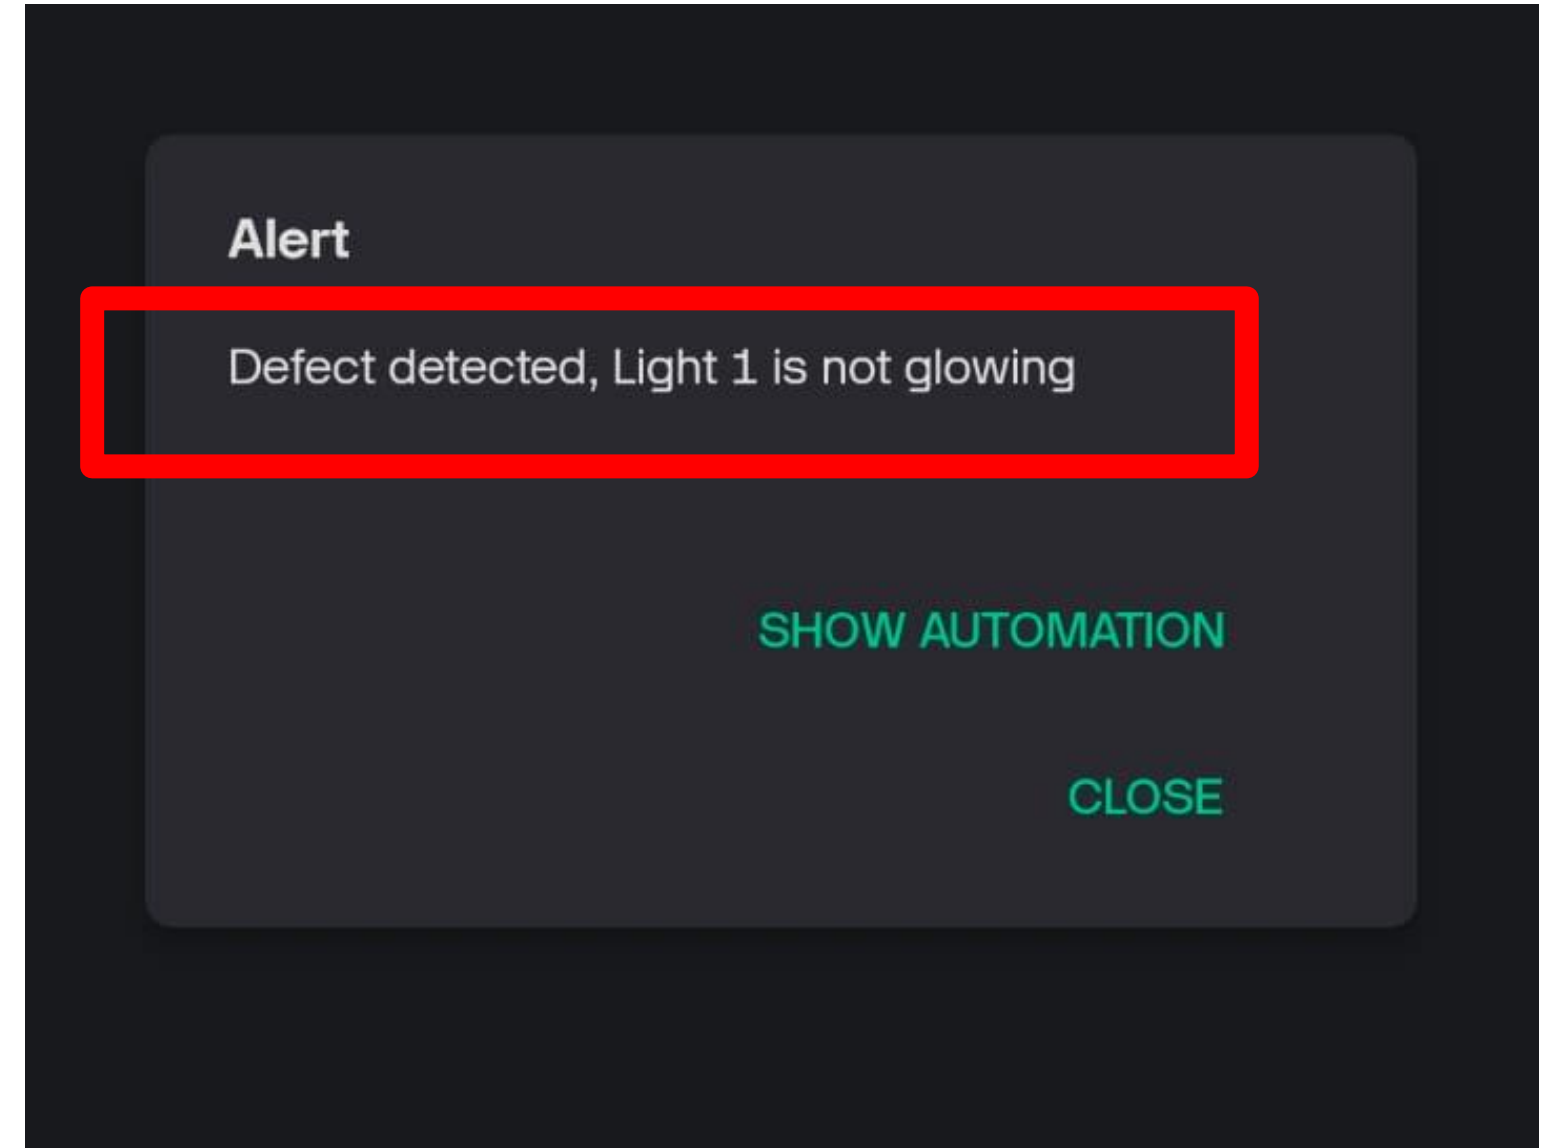 Alert
Defect detected, Light 1 is not glowing
SHOW AUTOMATION
CLOSE